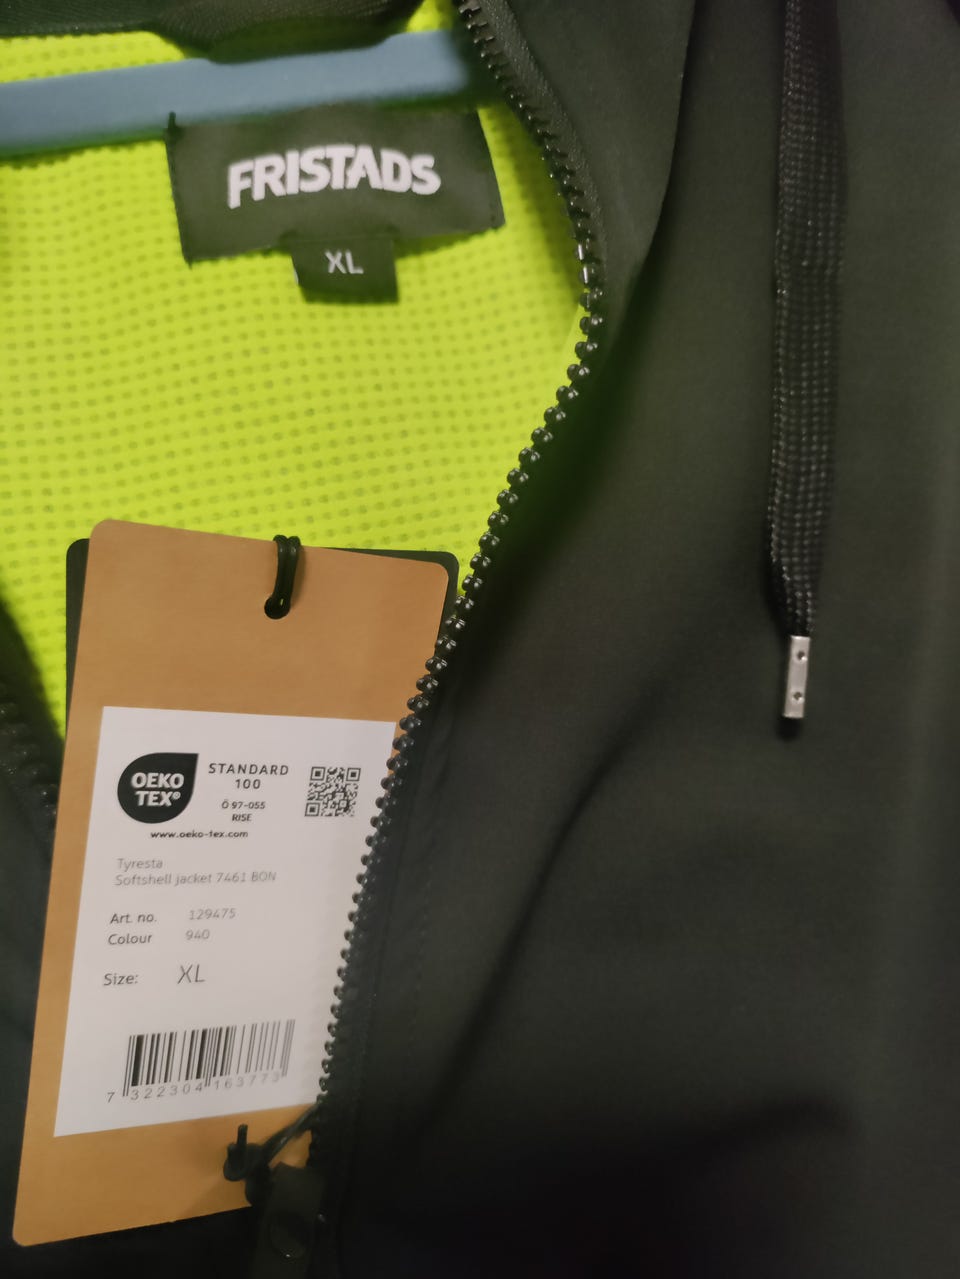 FRISTADS
XL
OEKO
TEX®
STANDARD
100
Ö 97-055
RISE
www.oeko-tex.com
Tyresta
Softshell jacket 7461 BON
Art. no. 129475
Colour 940
Size: XL
7 322304 163773